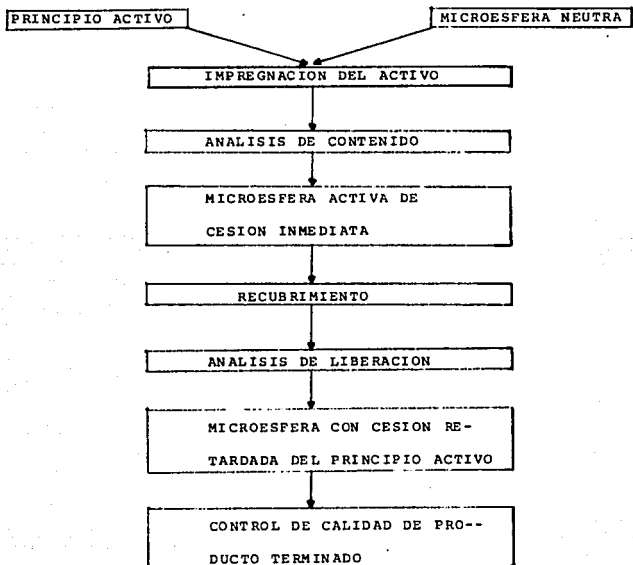 PRINCIPIO ACTIVO
MICROESFERA NEUTRA
IMPREGNACION DEL ACTIVO
ANALISIS DE CONTENIDO
MICROESFERA ACTIVA DE
CESION INMEDIATA
RECUBRIMIENTO
ANALISIS DE LIBERACION
MICROESFERA CON CESION RE-
TARDADA DEL PRINCIPIO ACTIVO
CONTROL DE CALIDAD DE PRO--
DUCTO TERMINADO